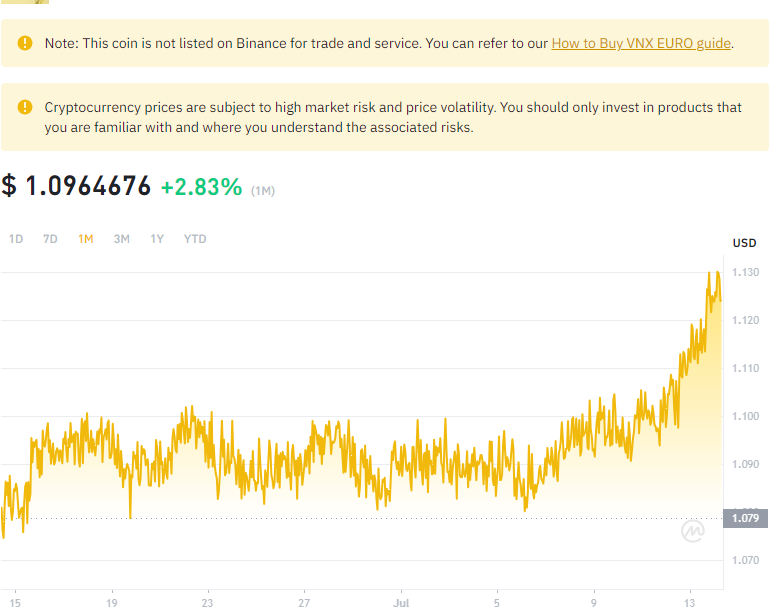 Note: This coin is not listed on Binance for trade and service. You can refer to our How to Buy VNX EURO guide.
Cryptocurrency prices are subject to high market risk and price volatility. You should only invest in products that
you are familiar with and where you understand the associated risks.
$ 1.0964676 +2.83% (1M)
1D 7D 1M 3M 1Y YTD
USD
1.130
1.120
1.110
1.100
1.090
1.079
1.070
15 19 23 27 Jul 5 9 13